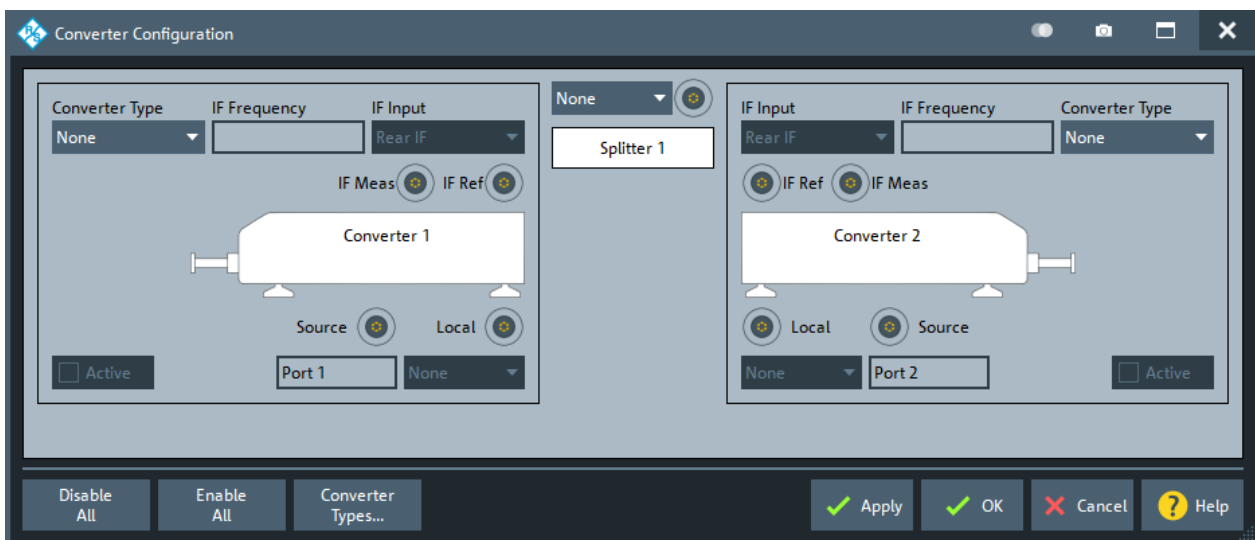 R&S
Converter Configuration
Converter Type IF Frequency IF Input
None Rear IF
IF Meas IF Ref
Converter 1
Source Local
Active Port 1 None
None
Splitter 1
IF Input IF Frequency Converter Type
Rear IF None
IF Ref IF Meas
Converter 2
Local Source
None Port 2 Active
Disable
All
Enable
All
Converter
Types...
Apply
OK
Cancel
? Help